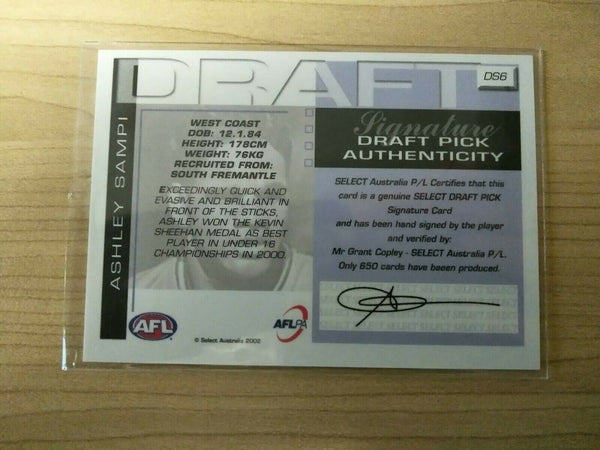 DRAFT
DS6
ASHLEY SAMPI
WEST COAST
DOB: 12.1.84
HEIGHT: 178CM
WEIGHT: 76KG
RECRUITED FROM:
SOUTH FREMANTLE
EXCEEDINGLY QUICK AND
EVASIVE AND BRILLIANT IN
FRONT OF THE STICKS,
ASHLEY WON THE KEVIN
SHEEHAN MEDAL AS BEST
PLAYER IN UNDER 16
CHAMPIONSHIPS IN 2000.
AFL
AFLPA
© Select Australia 2002
Signature
DRAFT PICK
AUTHENTICITY
SELECT Australia P/L Certifies that this
card is a genuine SELECT DRAFT PICK
Signature Card
and has been hand signed by the player
and verified by:
Mr Grant Copley - SELECT Australia P/L.
Only 650 cards have been produced.